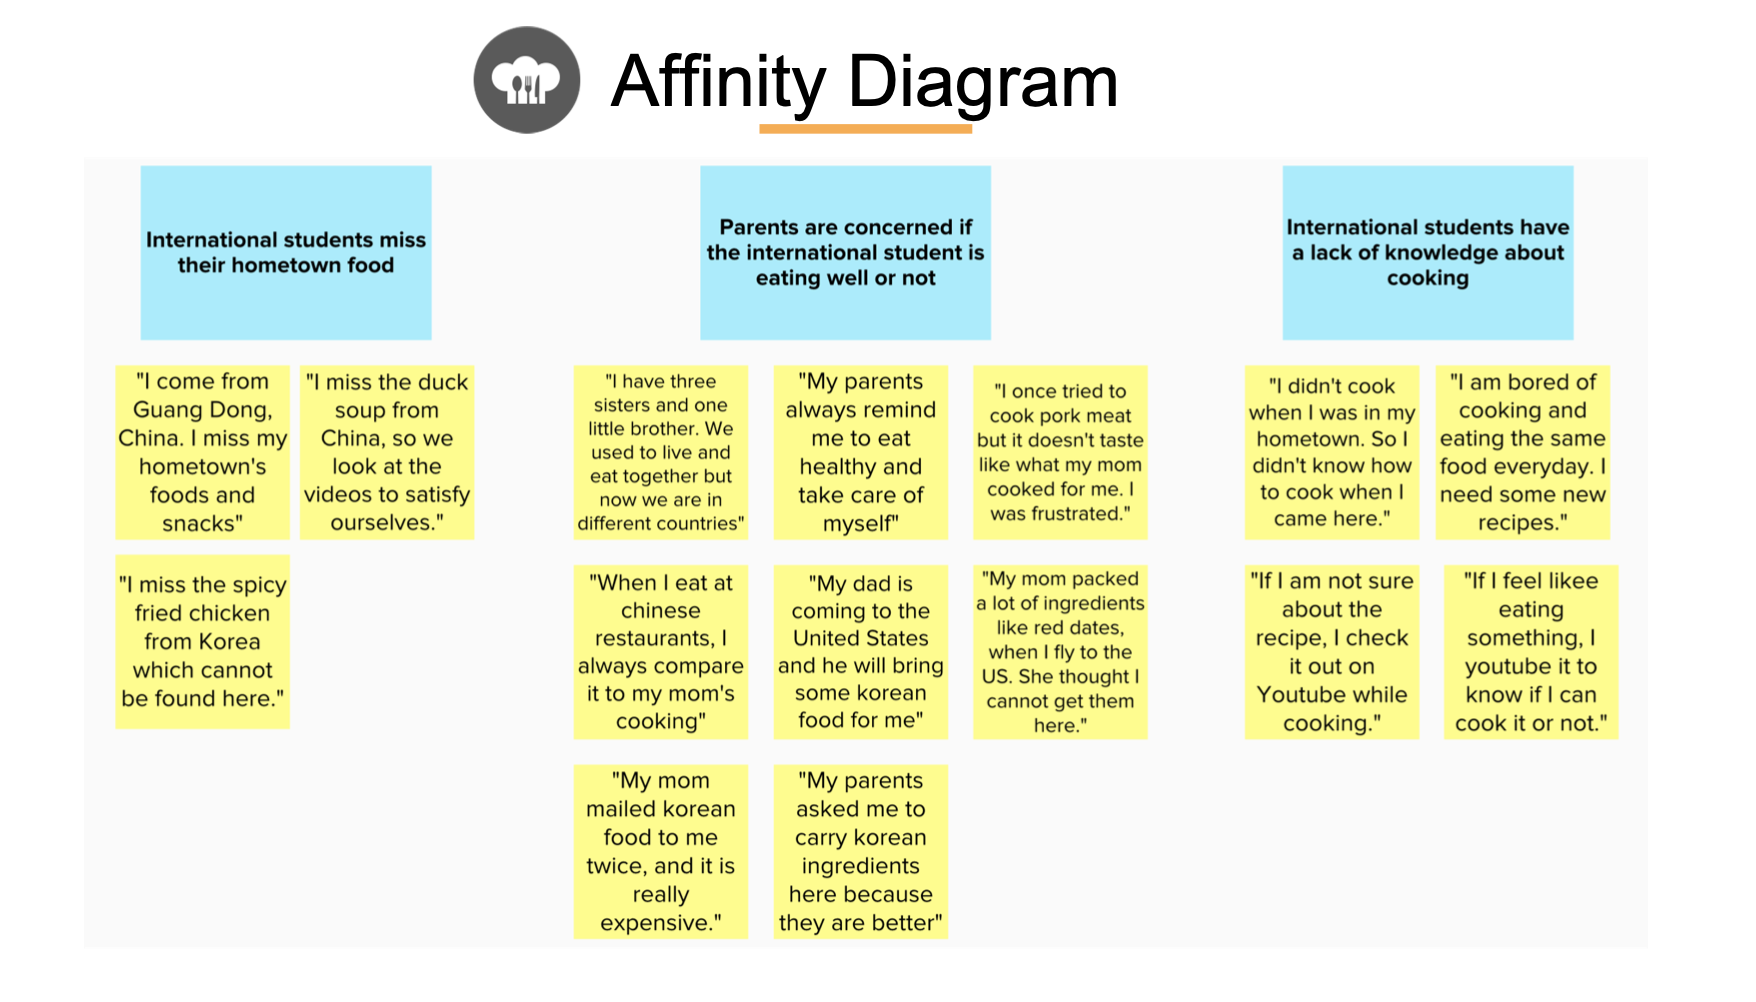 Affinity Diagram
International students miss
their hometown food
"I come from
Guang Dong,
China. I miss my
hometown's
foods and
snacks"
"I miss the duck
soup from
China, so we
look at the
videos to satisfy
ourselves."
"I miss the spicy
fried chicken
from Korea
which cannot
be found here."
Parents are concerned if
the international student is
eating well or not
"I have three
sisters and one
little brother. We
used to live and
eat together but
now we are in
different countries"
"My parents
always remind
me to eat
healthy and
take care of
myself"
"I once tried to
cook pork meat
but it doesn't taste
like what my mom
cooked for me. I
was frustrated."
"When I eat at
chinese
restaurants, I
always compare
it to my mom's
cooking"
"My dad is
coming to the
United States
and he will bring
some korean
food for me"
"My mom packed
a lot of ingredients
like red dates,
when I fly to the
US. She thought I
cannot get them
here."
"My mom
mailed korean
food to me
twice, and it is
really
expensive."
"My parents
asked me to
carry korean
ingredients
here because
they are better"
International students have
a lack of knowledge about
cooking
"I didn't cook
when I was in my
hometown. So I
didn't know how
to cook when I
came here."
"I am bored of
cooking and
eating the same
food everyday. I
need some new
recipes."
"If I am not sure
about the
recipe, I check
it out on
Youtube while
cooking."
"If I feel likee
eating
something, I
youtube it to
know if I can
cook it or not."